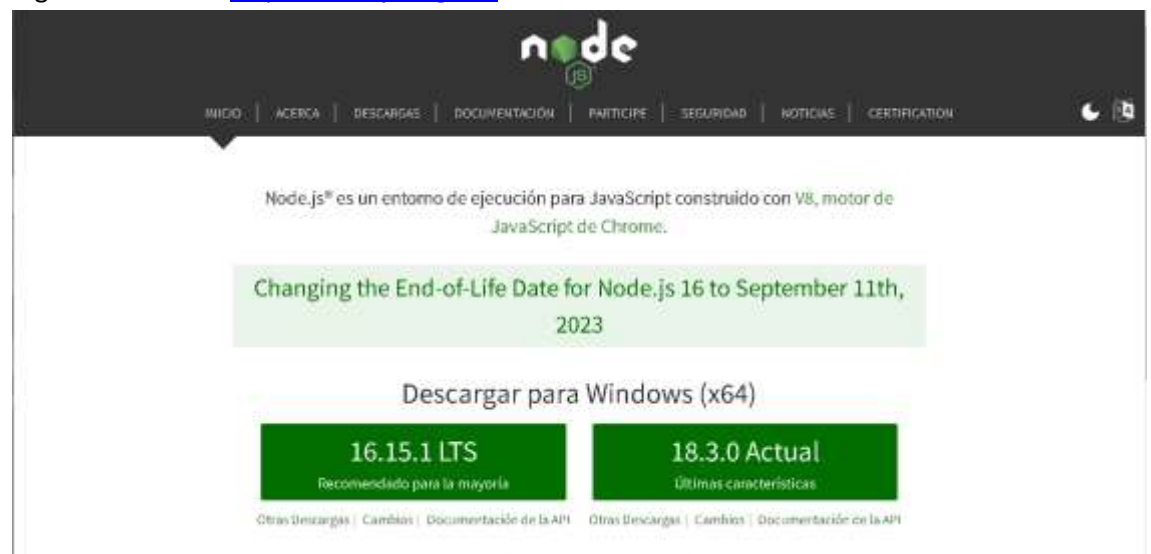 node
JS
INICIO | ACERCA | DESCARGAS | DOCUMENTACIÓN | PARTICIPE | SEGURIDAD | NOTICIAS | CERTIFICATION
Node.js® es un entorno de ejecución para JavaScript construido con V8, motor de
JavaScript de Chrome.
Changing the End-of-Life Date for Node.js 16 to September 11th,
2023
Descargar para Windows (x64)
16.15.1 LTS
Recomendado para la mayoría
18.3.0 Actual
Últimas características
Otras Descargas | Cambios | Documentación de la API
Otras Descargas | Cambios | Documentación de la API